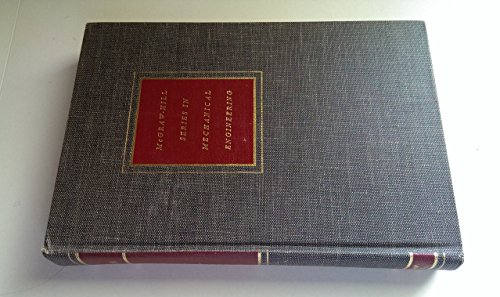 McGRAW-HILL
SERIES IN
MECHANICAL
ENGINEERING